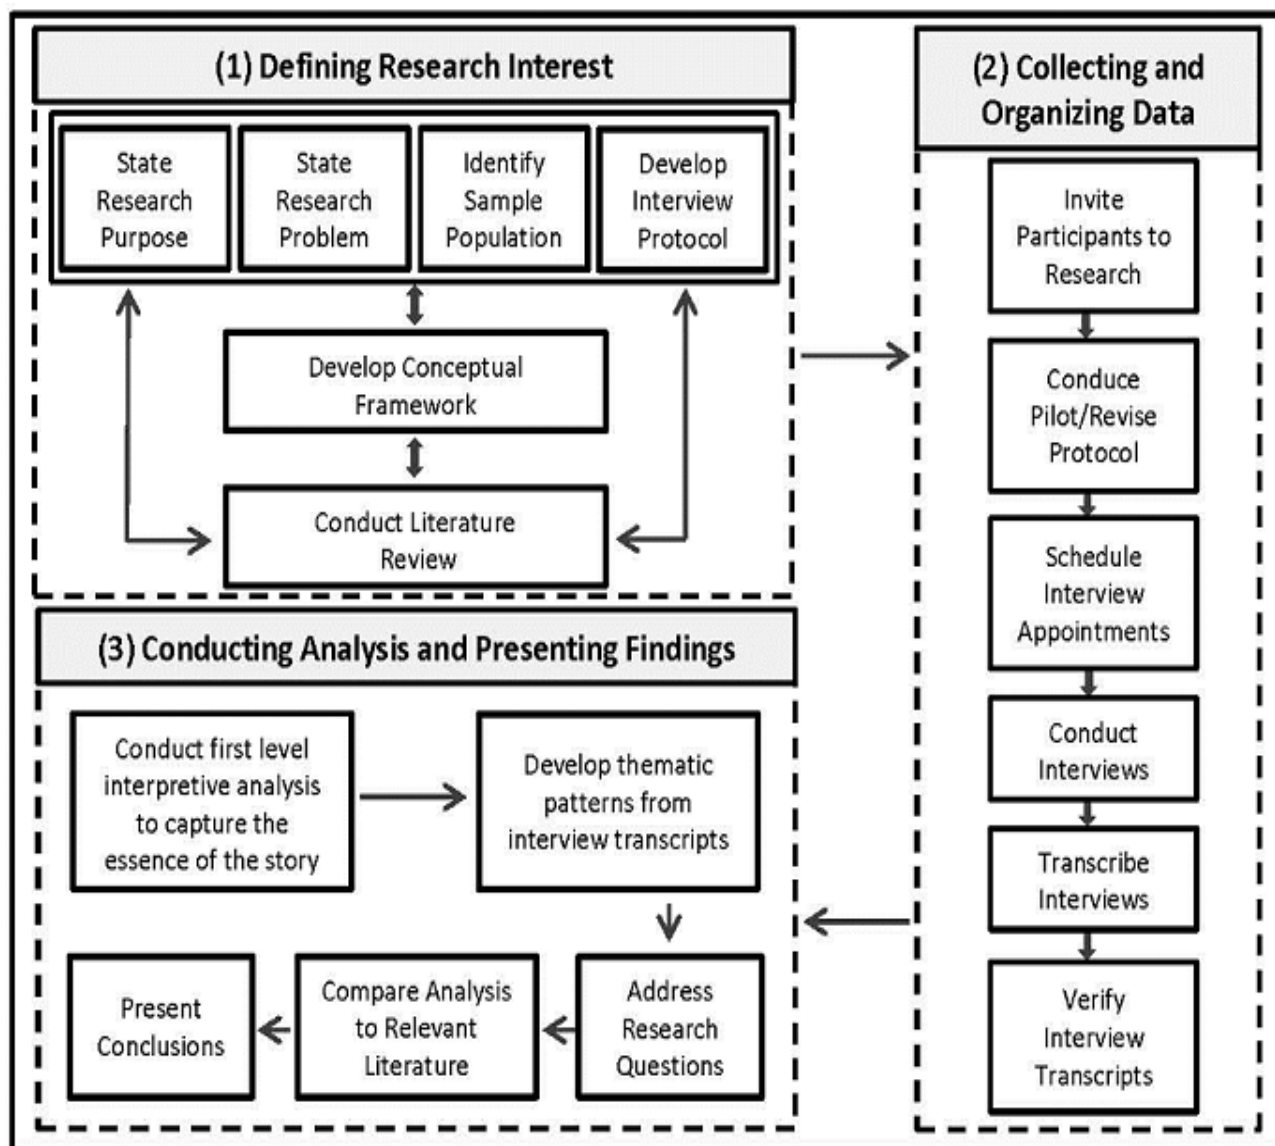 (1) Defining Research Interest
State
Research
Purpose
State
Research
Problem
Identify
Sample
Population
Develop
Interview
Protocol
Develop Conceptual
Framework
Conduct Literature
Review
(2) Collecting and
Organizing Data
Invite
Participants to
Research
Conduce
Pilot/Revise
Protocol
Schedule
Interview
Appointments
Conduct
Interviews
Transcribe
Interviews
Verify
Interview
Transcripts
(3) Conducting Analysis and Presenting Findings
Conduct first level
interpretive analysis
to capture the
essence of the story
Develop thematic
patterns from
interview transcripts
Address
Research
Questions
Compare Analysis
to Relevant
Literature
Present
Conclusions